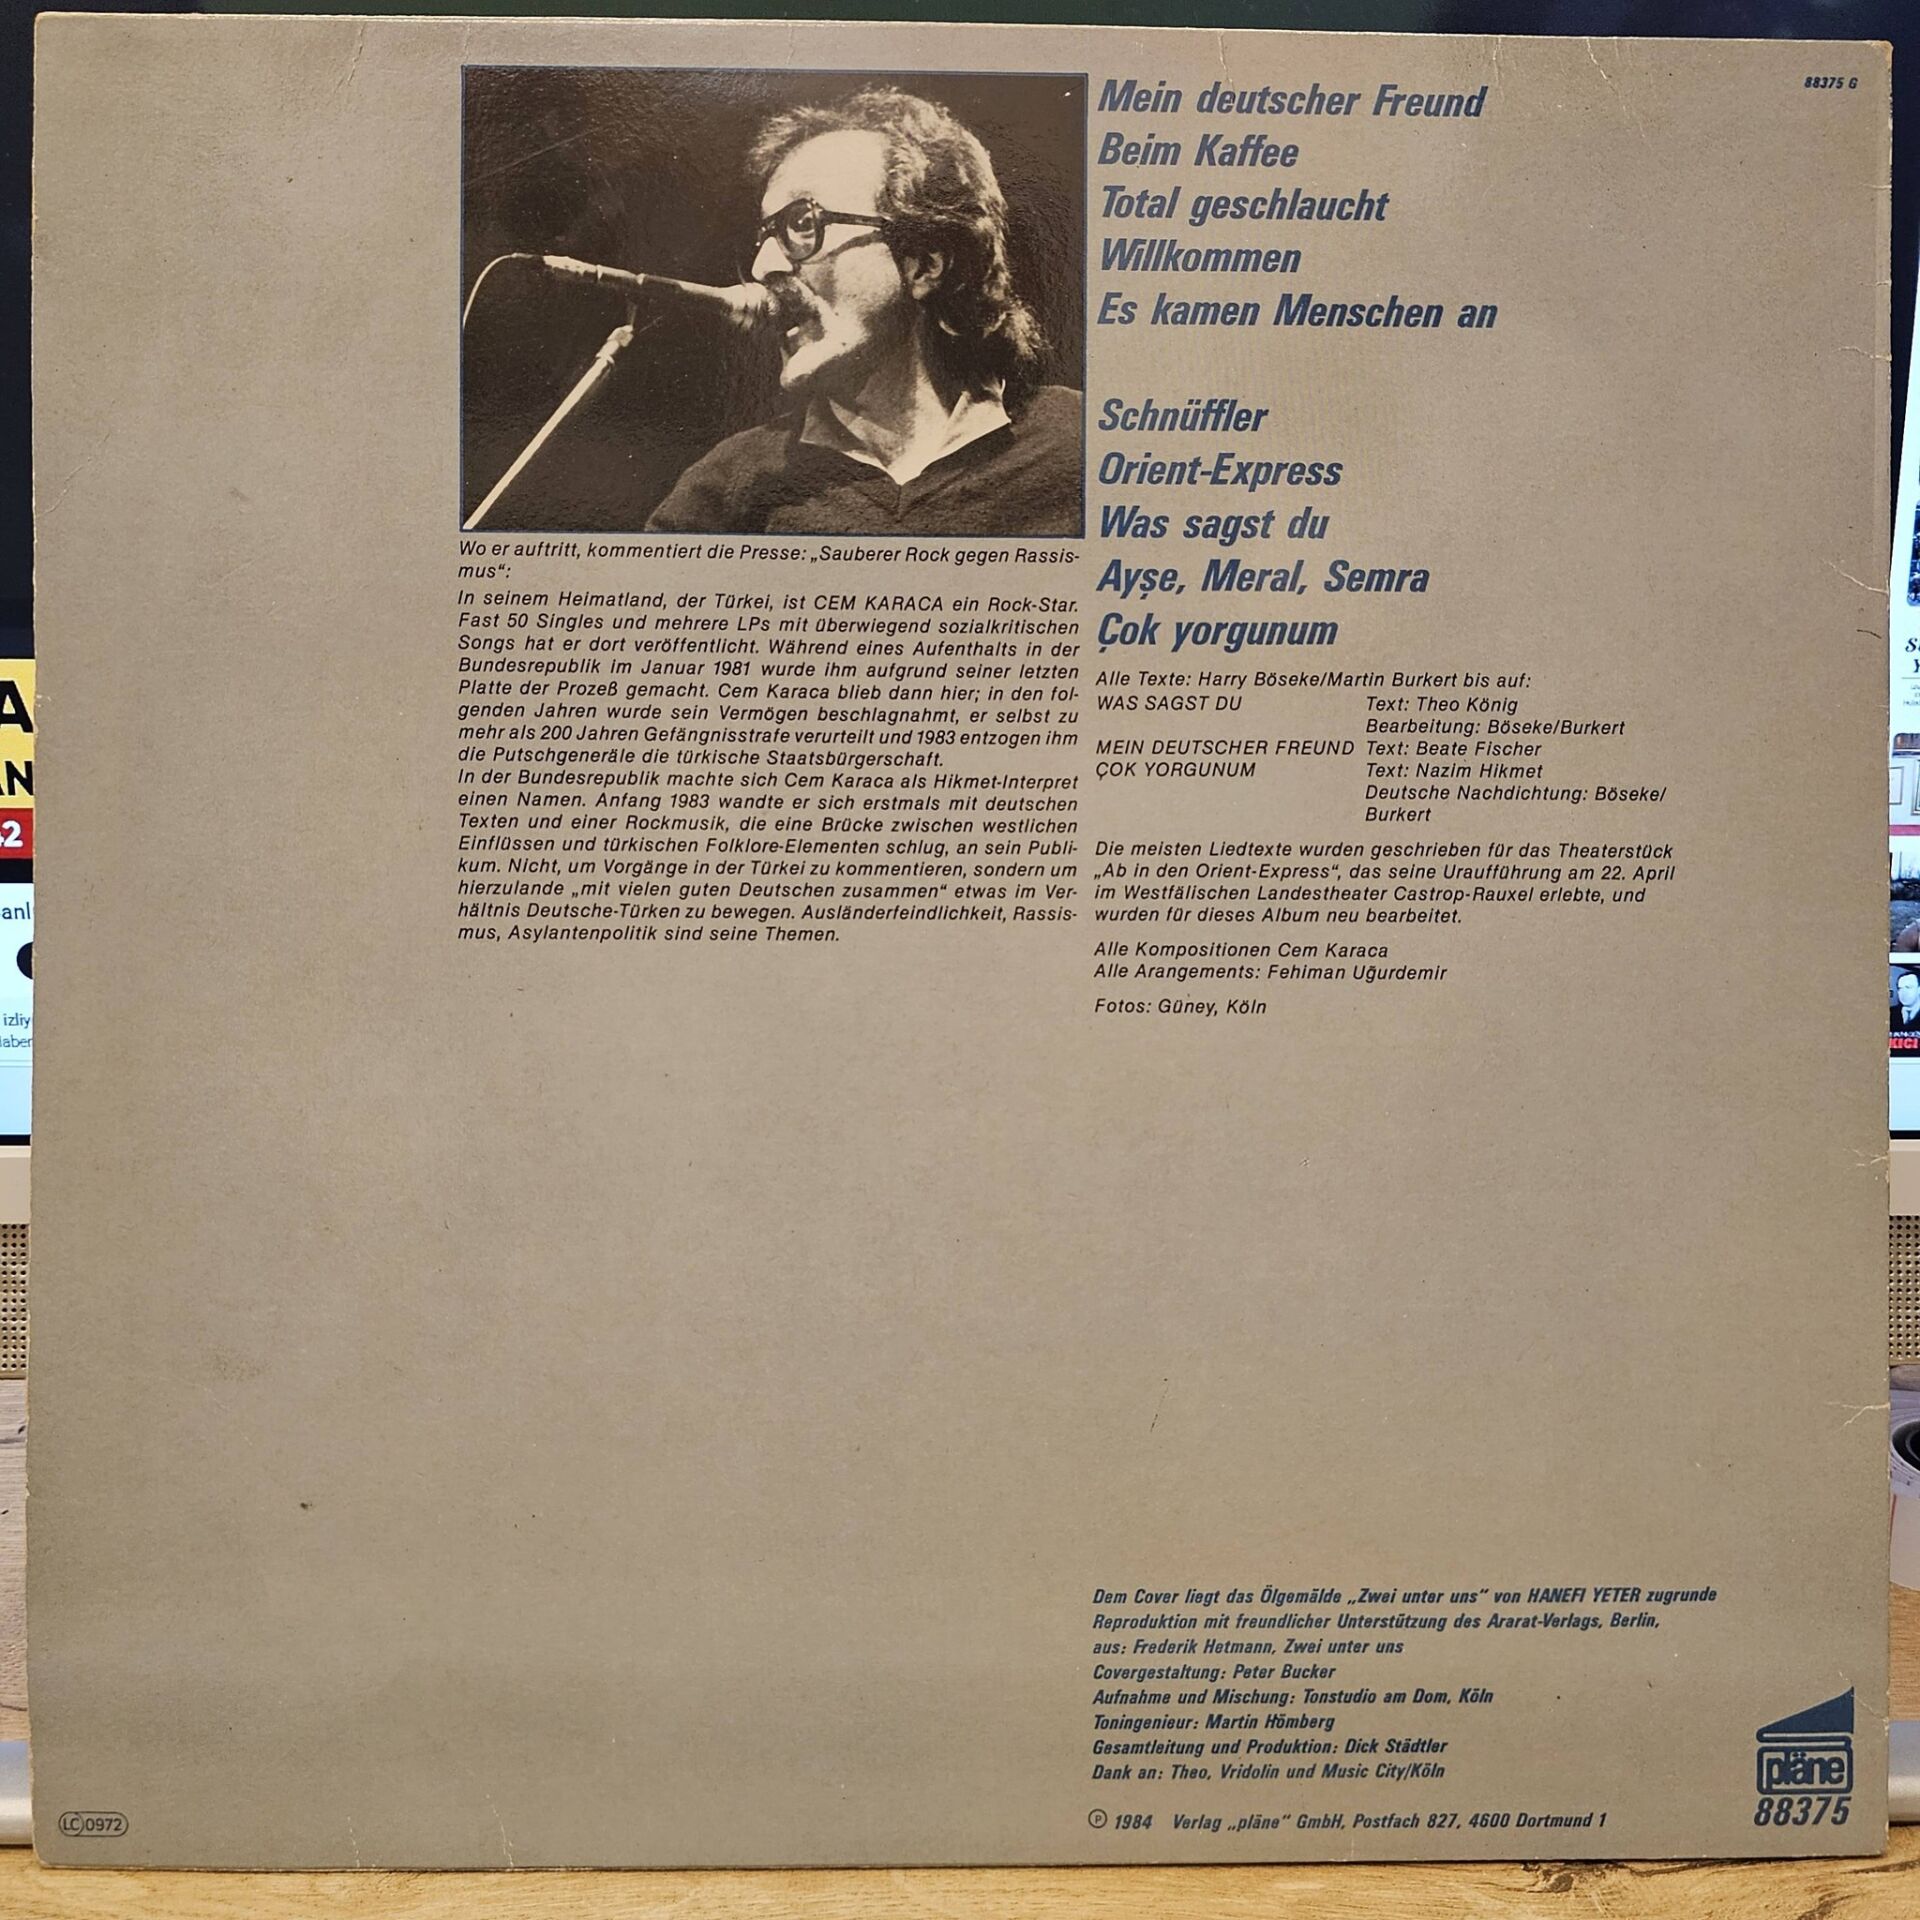 88375 G
Mein deutscher Freund
Beim Kaffee
Total geschlaucht
Willkommen
Es kamen Menschen an
Schnüffler
Orient-Express
Was sagst du
Ayşe, Meral, Semra
Çok yorgunum
Wo er auftritt, kommentiert die Presse: „Sauberer Rock gegen Rassis-
mus“:
In seinem Heimatland, der Türkei, ist CEM KARACA ein Rock-Star.
Fast 50 Singles und mehrere LPs mit überwiegend sozialkritischen
Songs hat er dort veröffentlicht. Während eines Aufenthalts in der
Bundesrepublik im Januar 1981 wurde ihm aufgrund seiner letzten
Platte der Prozeß gemacht. Cem Karaca blieb dann hier; in den fol-
genden Jahren wurde sein Vermögen beschlagnahmt, er selbst zu
mehr als 200 Jahren Gefängnisstrafe verurteilt und 1983 entzogen ihm
die Putschgeneräle die türkische Staatsbürgerschaft.
In der Bundesrepublik machte sich Cem Karaca als Hikmet-Interpret
einen Namen. Anfang 1983 wandte er sich erstmals mit deutschen
Texten und einer Rockmusik, die eine Brücke zwischen westlichen
Einflüssen und türkischen Folklore-Elementen schlug, an sein Publi-
kum. Nicht, um Vorgänge in der Türkei zu kommentieren, sondern um
hierzulande „mit vielen guten Deutschen zusammen“ etwas im Ver-
hältnis Deutsche-Türken zu bewegen. Ausländerfeindlichkeit, Rassis-
mus, Asylantenpolitik sind seine Themen.
Alle Texte: Harry Böseke/Martin Burkert bis auf:
WAS SAGST DU Text: Theo König
Bearbeitung: Böseke/Burkert
MEIN DEUTSCHER FREUND Text: Beate Fischer
ÇOK YORGUNUM Text: Nazim Hikmet
Deutsche Nachdichtung: Böseke/
Burkert
Die meisten Liedtexte wurden geschrieben für das Theaterstück
„Ab in den Orient-Express“, das seine Uraufführung am 22. April
im Westfälischen Landestheater Castrop-Rauxel erlebte, und
wurden für dieses Album neu bearbeitet.
Alle Kompositionen Cem Karaca
Alle Arangements: Fehiman Uğurdemir
Fotos: Güney, Köln
Dem Cover liegt das Ölgemälde „Zwei unter uns“ von HANEFI YETER zugrunde
Reproduktion mit freundlicher Unterstützung des Ararat-Verlags, Berlin,
aus: Frederik Hetmann, Zwei unter uns
Covergestaltung: Peter Bucker
Aufnahme und Mischung: Tonstudio am Dom, Köln
Toningenieur: Martin Hömberg
Gesamtleitung und Produktion: Dick Städtler
Dank an: Theo, Vridolin und Music City/Köln
℗ 1984 Verlag „pläne“ GmbH, Postfach 827, 4600 Dortmund 1
pläne
88375
LC 0972